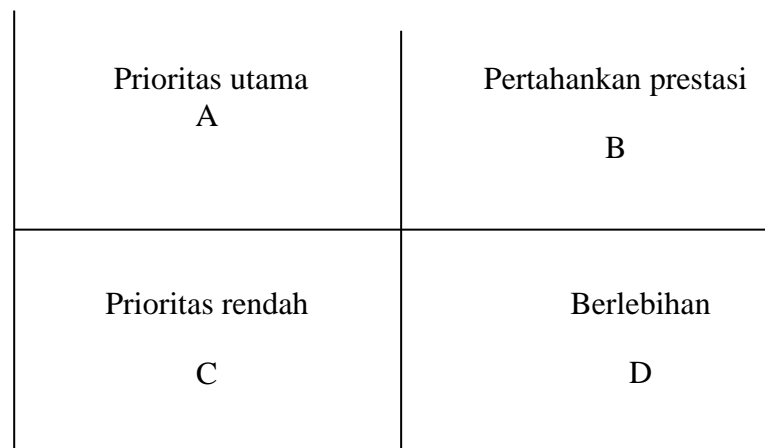 Prioritas utama
A
Pertahankan prestasi
B
Prioritas rendah
C
Berlebihan
D